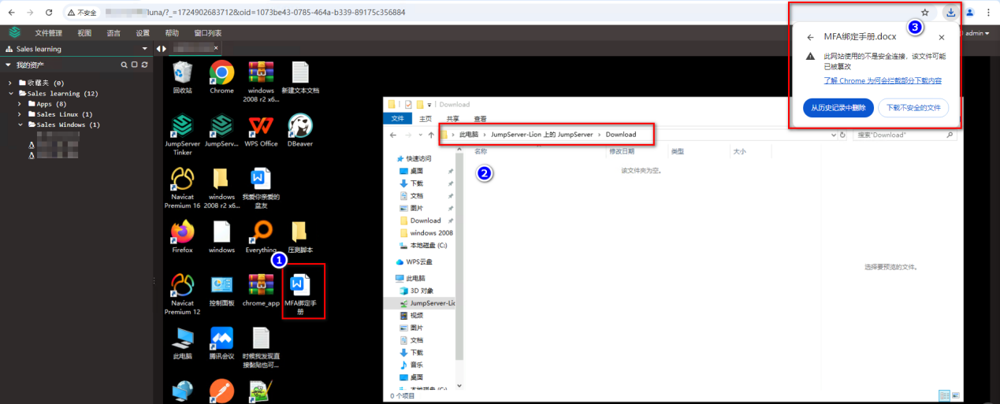 不安全
luna/?_=1724902683712&oid=1073be43-0785-464a-b339-89175c356884
文件管理 视图 语言 设置 帮助 窗口列表
admin
Sales learning
我的资产
收藏夹 (0)
Sales learning (12)
Apps (8)
Sales Linux (1)
Sales Windows (1)
回收站
Chrome
windows 2008 r2 x6...
新建文本文档
JumpServer Tinker
JumpServ...
WPS Office
DBeaver
Navicat Premium 16
windows 2008 r2 x6...
我爱你亲爱的盆友
Firefox
windows
Everything
压测脚本
1
Navicat Premium 12
控制面板
chrome_app
MFA绑定手册
此电脑
腾讯会议
时候我发现直接黏贴也可...
Download
文件 主页 共享 查看
此电脑 > JumpServer-Lion 上的 JumpServer > Download
搜索"Download"
名称 修改日期 类型 大小
2
该文件夹为空。
快速访问
桌面
下载
文档
图片
Download
windows 2008
本地磁盘 (C:)
WPS云盘
此电脑
3D 对象
JumpServer-Lio
视频
图片
文档
下载
音乐
桌面
本地磁盘 (C:)
选择要预览的文件。
0 个项目
3
MFA绑定手册.docx
此网站使用的不是安全连接，该文件可能
已被篡改
了解 Chrome 为何会拦截部分下载内容
从历史记录中删除 下载不安全的文件